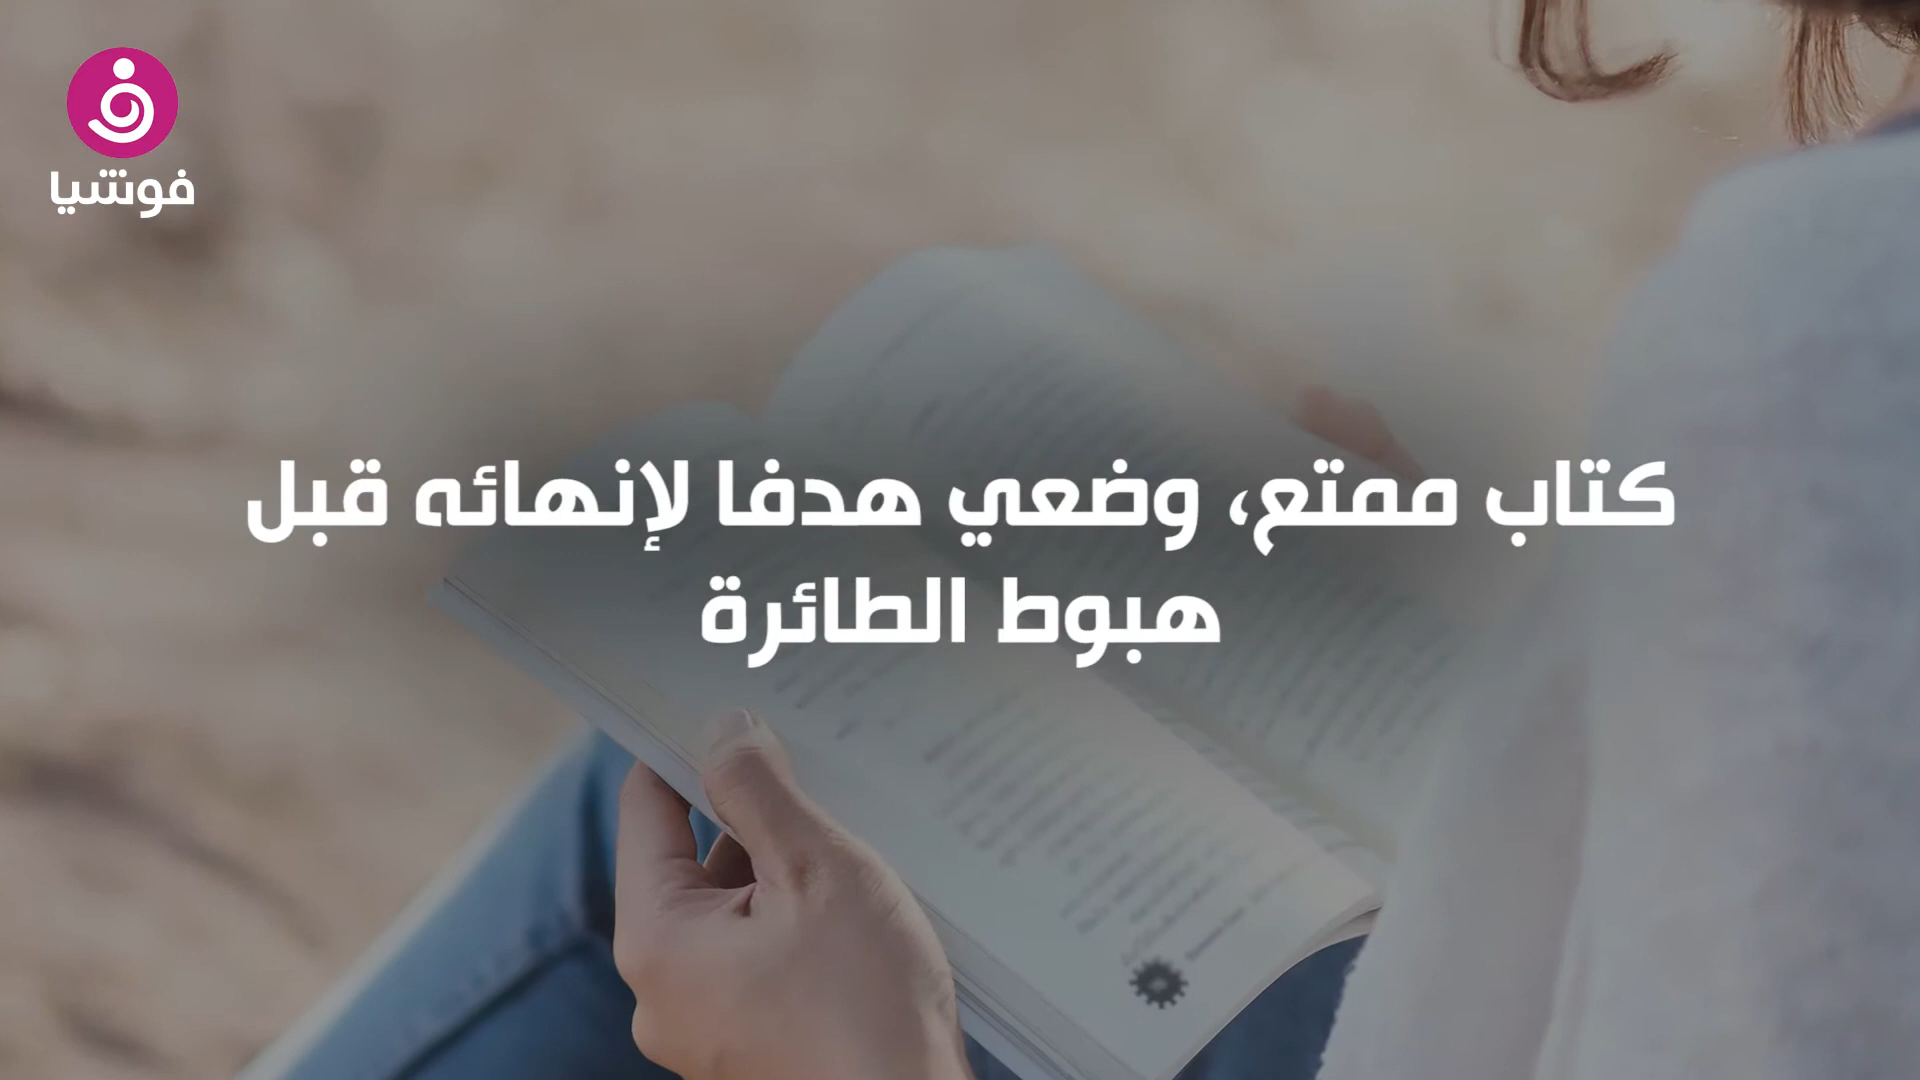 فوشيا
كتاب ممتع، وضعي هدفا لإنهائه قبل
هبوط الطائرة